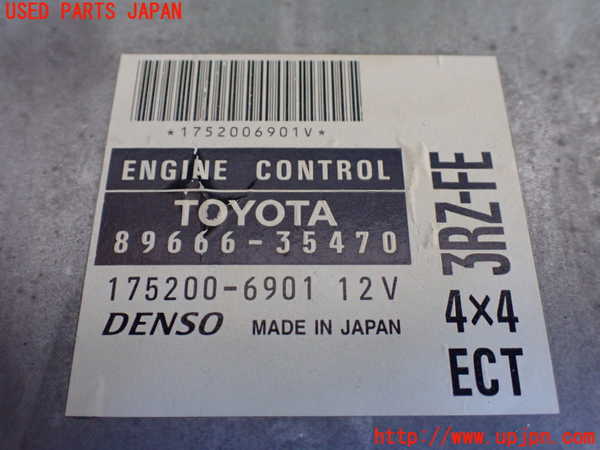 USED PARTS JAPAN
*1752006901V*
ENGINE CONTROL
TOYOTA
89666-35470
175200-6901 12V
DENSO MADE IN JAPAN
3RZ-FE
4×4
ECT
http://www.upjpn.com/